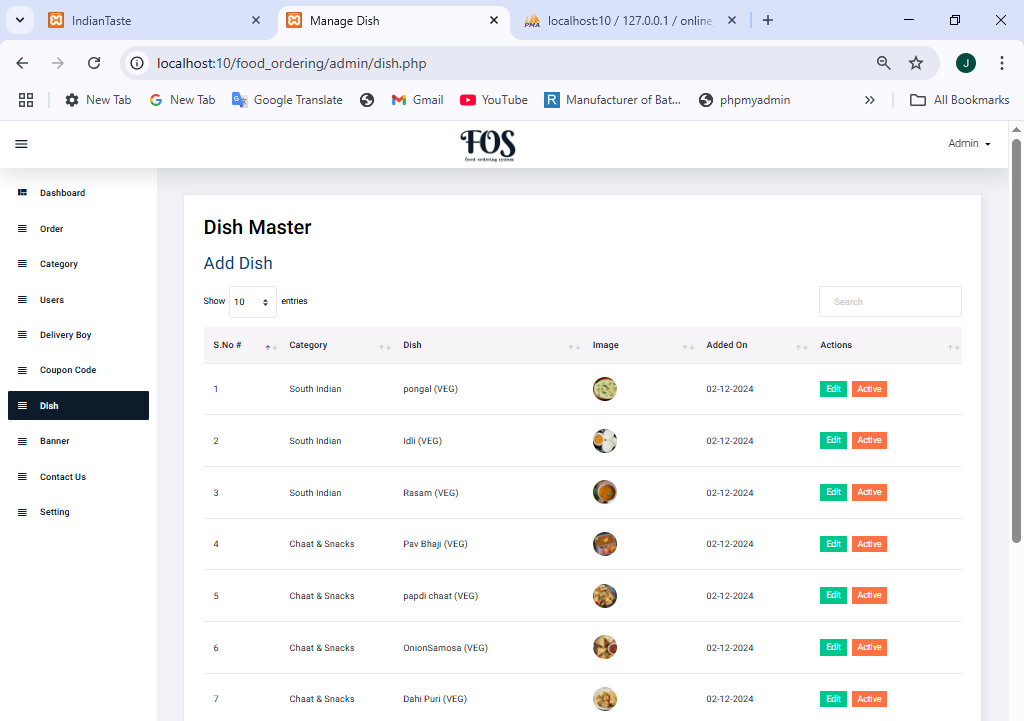 IndianTaste
Manage Dish
localhost:10 / 127.0.0.1 / online_
localhost:10/food_ordering/admin/dish.php
J
New Tab
New Tab
Google Translate
Gmail
YouTube
R Manufacturer of Bat...
phpmyadmin
All Bookmarks
FOS
food ordering system
Admin
Dashboard
Order
Category
Users
Delivery Boy
Coupon Code
Dish
Banner
Contact Us
Setting
Dish Master
Add Dish
Show 10 entries
Search
S.No # Category Dish Image Added On Actions
1 South Indian pongal (VEG) 02-12-2024 Edit Active
2 South Indian Idli (VEG) 02-12-2024 Edit Active
3 South Indian Rasam (VEG) 02-12-2024 Edit Active
4 Chaat & Snacks Pav Bhaji (VEG) 02-12-2024 Edit Active
5 Chaat & Snacks papdi chaat (VEG) 02-12-2024 Edit Active
6 Chaat & Snacks OnionSamosa (VEG) 02-12-2024 Edit Active
7 Chaat & Snacks Dahi Puri (VEG) 02-12-2024 Edit Active